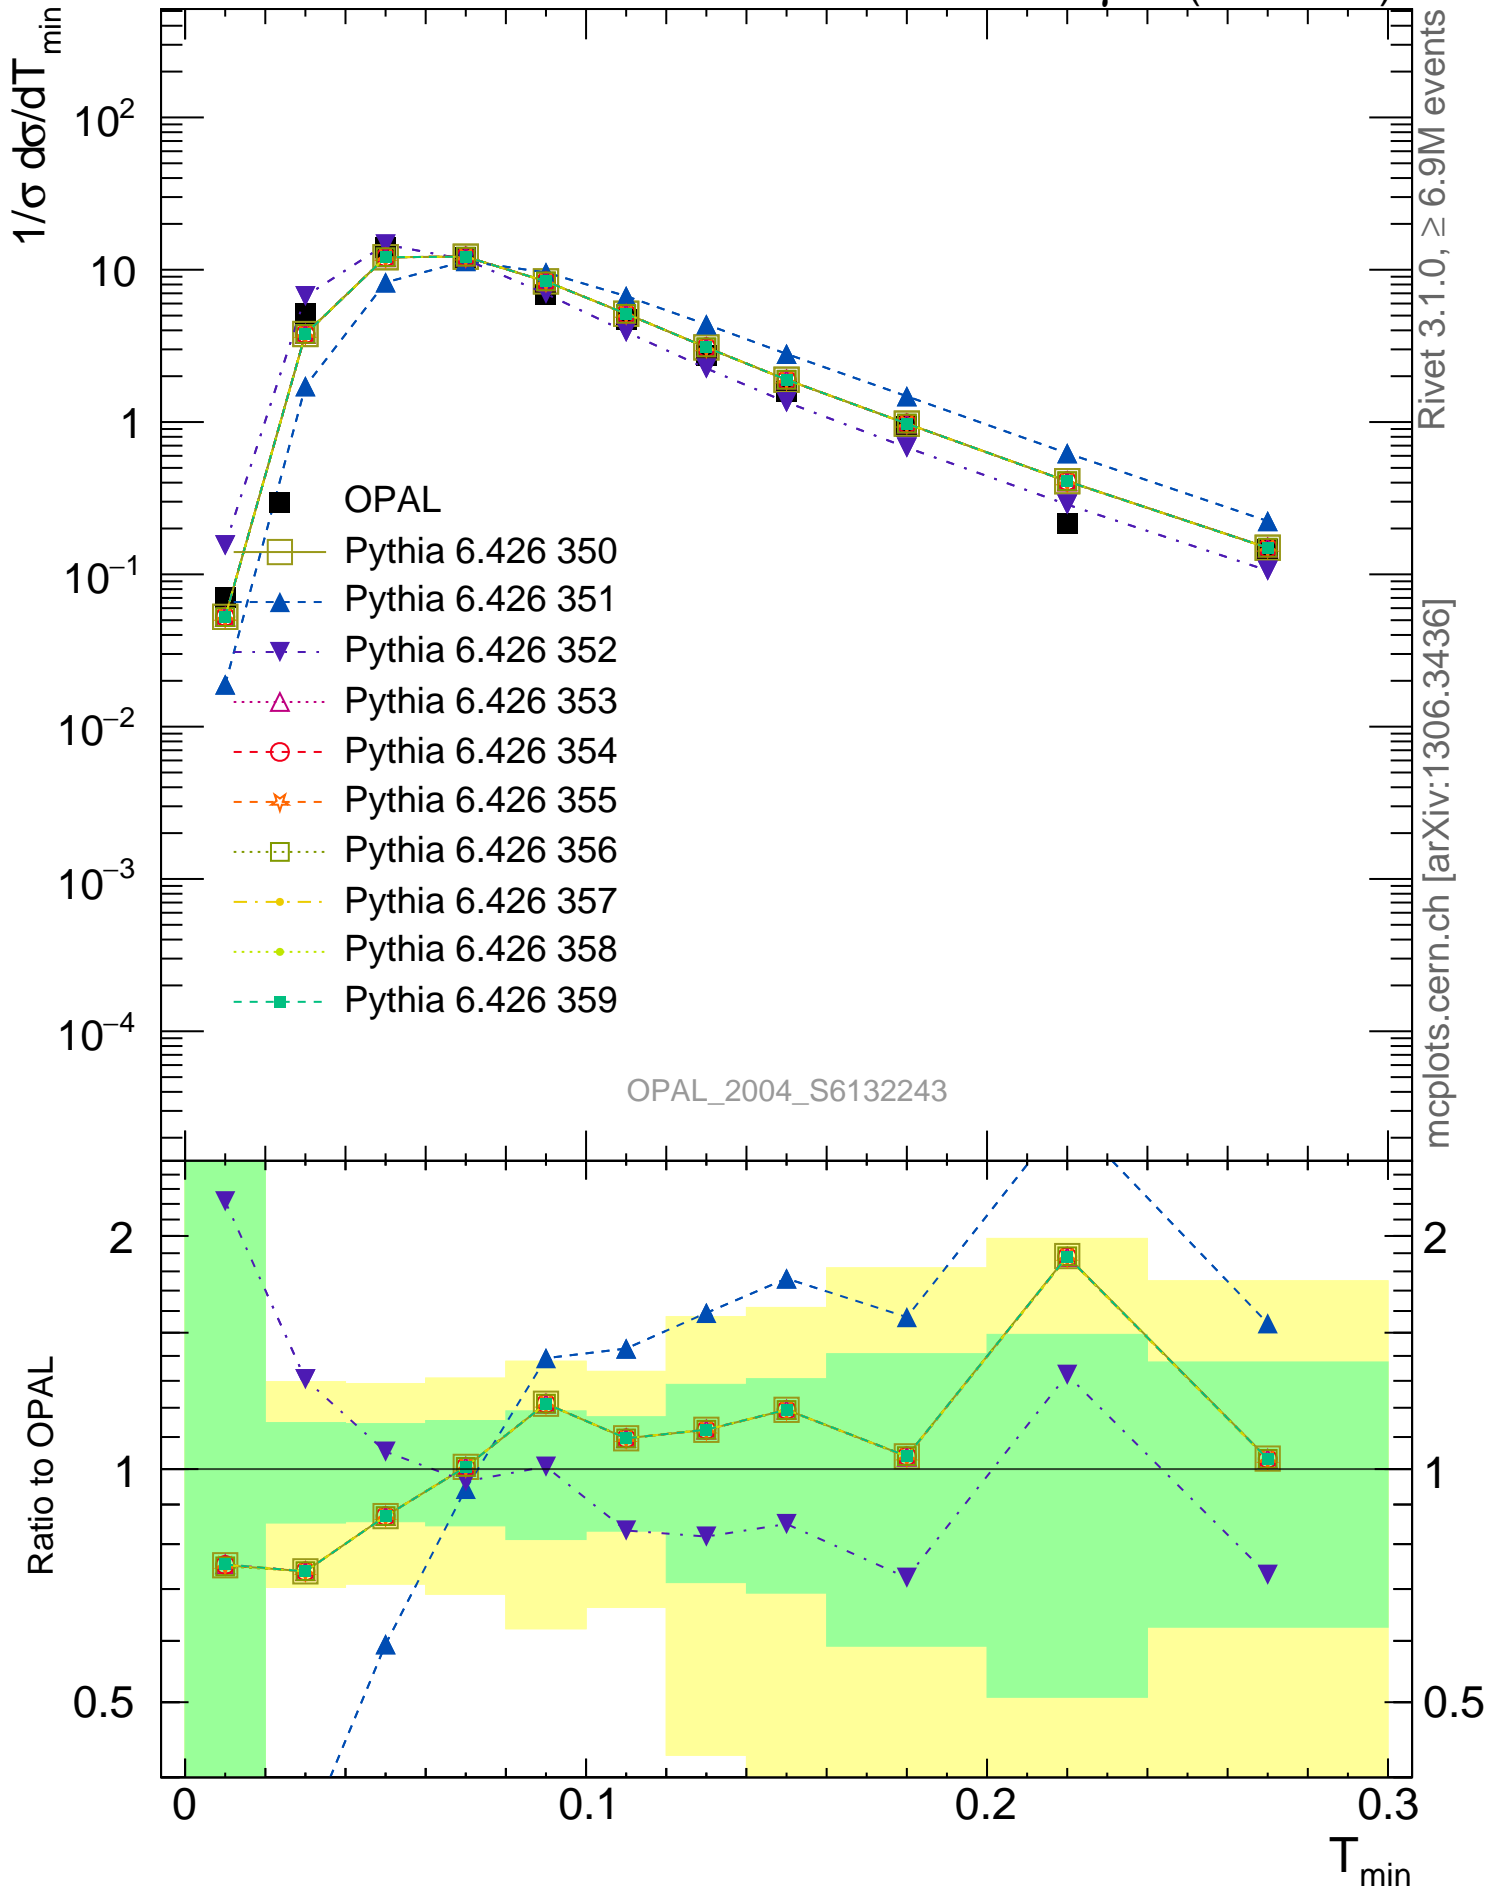 1/σ dσ/dT_min
10²
10
1
10⁻¹
10⁻²
10⁻³
10⁻⁴
OPAL
Pythia 6.426 350
Pythia 6.426 351
Pythia 6.426 352
Pythia 6.426 353
Pythia 6.426 354
Pythia 6.426 355
Pythia 6.426 356
Pythia 6.426 357
Pythia 6.426 358
Pythia 6.426 359
OPAL_2004_S6132243
Rivet 3.1.0, ≥ 6.9M events
mcplots.cern.ch [arXiv:1306.3436]
Ratio to OPAL
2
1
0.5
2
1
0.5
0
0.1
0.2
0.3
T_min